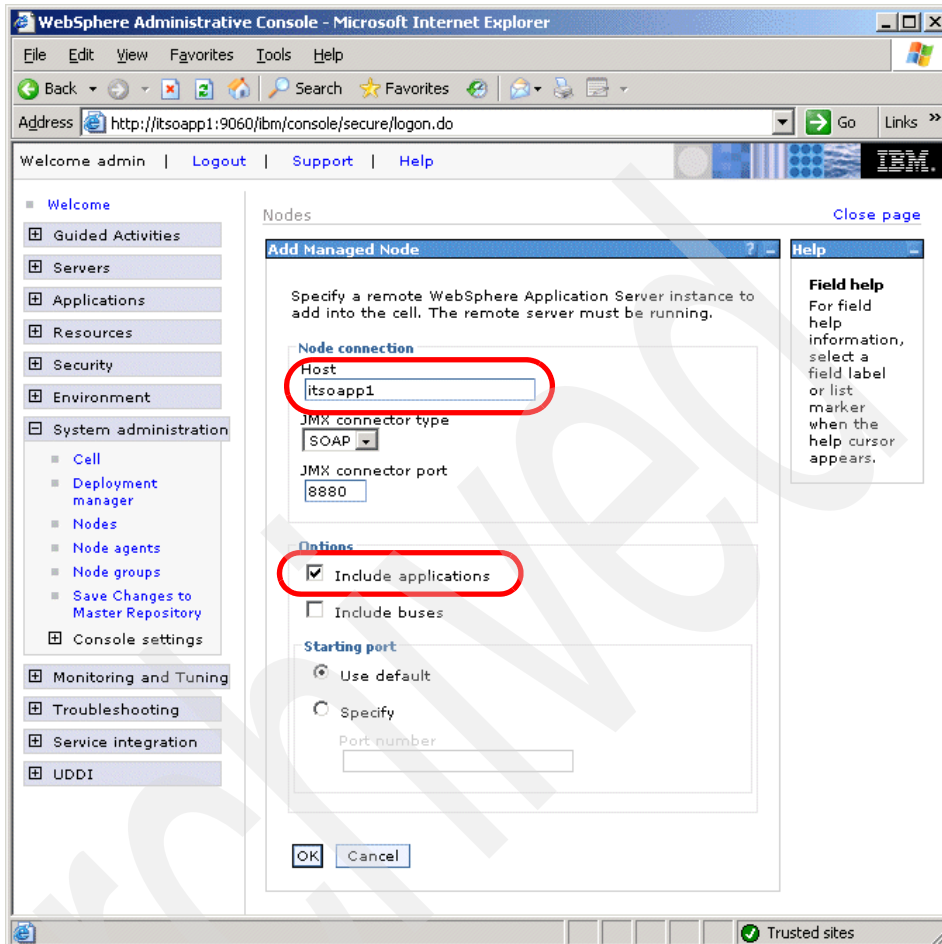 WebSphere Administrative Console - Microsoft Internet Explorer
File Edit View Favorites Tools Help
Back Search Favorites
Address http://itsoapp1:9060/ibm/console/secure/logon.do Go Links »
Welcome admin | Logout | Support | Help IBM.
Welcome
Guided Activities
Servers
Applications
Resources
Security
Environment
System administration
Cell
Deployment
manager
Nodes
Node agents
Node groups
Save Changes to
Master Repository
Console settings
Monitoring and Tuning
Troubleshooting
Service integration
UDDI
Nodes Close page
Add Managed Node ? –
Specify a remote WebSphere Application Server instance to
add into the cell. The remote server must be running.
Node connection
Host
itsoapp1
JMX connector type
SOAP
JMX connector port
8880
Options
Include applications
Include buses
Starting port
Use default
Specify
Port number
OK Cancel
Help –
Field help
For field
help
information,
select a
field label
or list
marker
when the
help cursor
appears.
Trusted sites
Archived